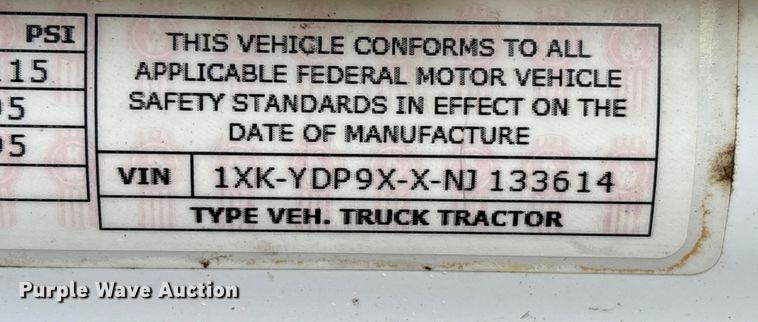 PSI
115
05
05
THIS VEHICLE CONFORMS TO ALL
APPLICABLE FEDERAL MOTOR VEHICLE
SAFETY STANDARDS IN EFFECT ON THE
DATE OF MANUFACTURE
VIN 1XK-YDP9X-X-NJ 133614
TYPE VEH. TRUCK TRACTOR
Purple Wave Auction